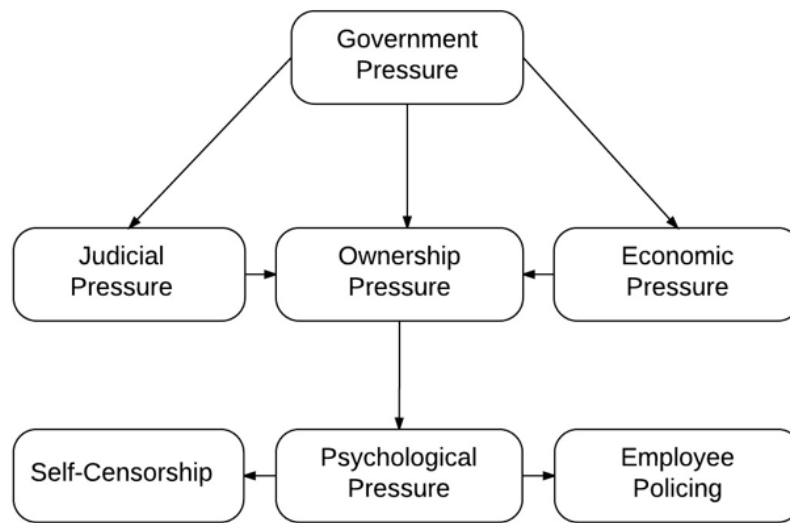 Government
Pressure
Judicial
Pressure
Ownership
Pressure
Economic
Pressure
Self-Censorship
Psychological
Pressure
Employee
Policing